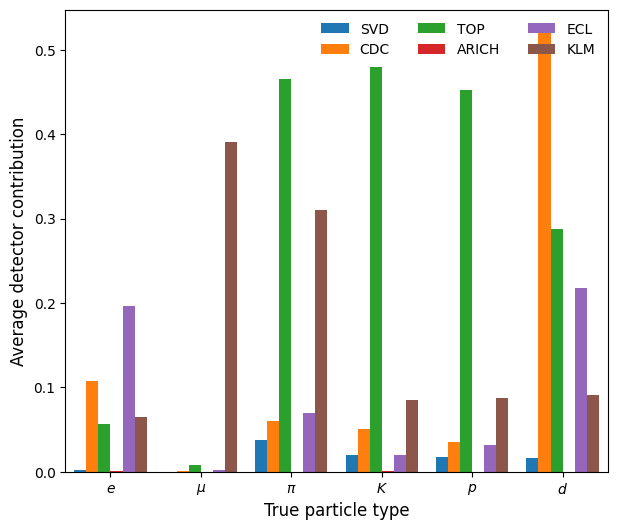 SVD
CDC
TOP
ARICH
ECL
KLM
Average detector contribution
0.5
0.4
0.3
0.2
0.1
0.0
e
μ
π
K
p
d
True particle type